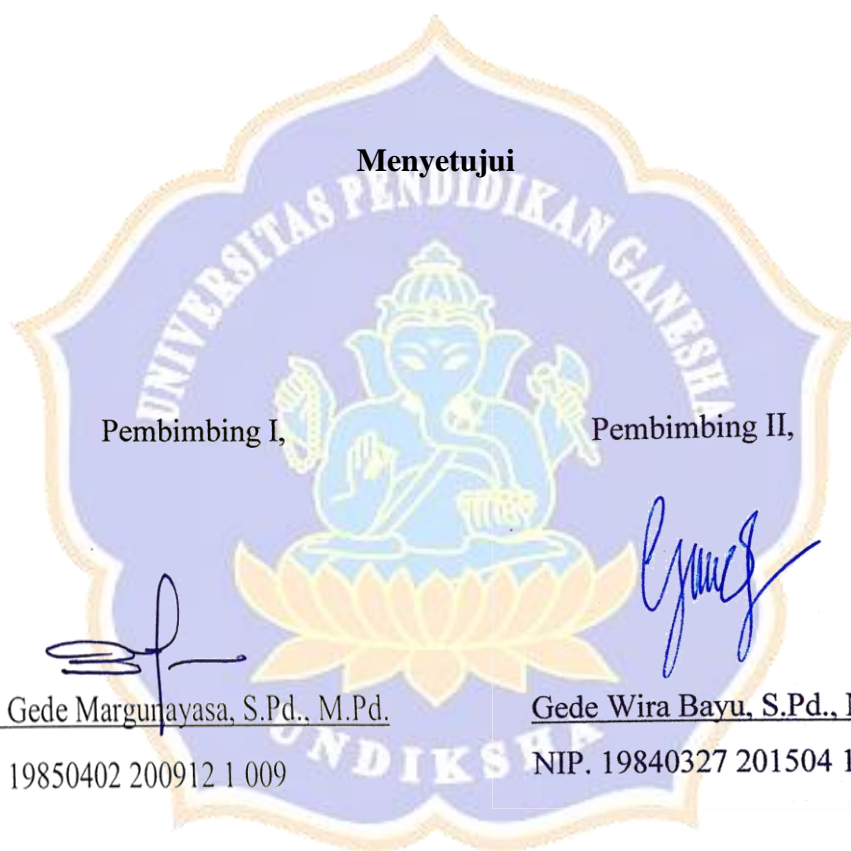 Menyetujui
UNIVERSITAS PENDIDIKAN GANESHA
Pembimbing I,
Pembimbing II,
Gede Margunayasa, S.Pd., M.Pd.
Gede Wira Bayu, S.Pd.,
19850402 200912 1 009
NIP. 19840327 201504 1
UNDIKSHA